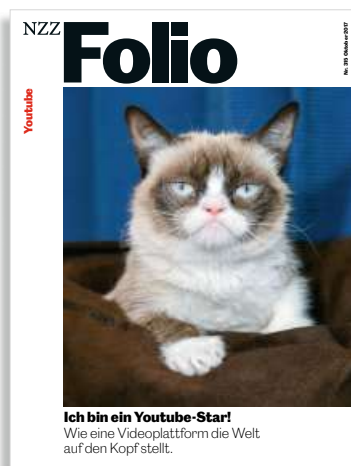 NZZ
Folio
Nr. 315 Oktober 2017
Youtube
Ich bin ein Youtube-Star!
Wie eine Videoplattform die Welt
auf den Kopf stellt.